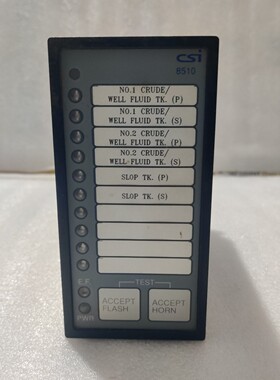 CSi
8510
NO.1 CRUDE/
WELL FLUID TK. (P)
NO.1 CRUDE/
WELL FLUID TK. (S)
NO.2 CRUDE/
WELL FLUID TK. (P)
NO.2 CRUDE/
WELL-FLUID TK. (S)
SLOP TK. (P)
SLOP TK. (S)
TEST
E.F
ACCEPT
FLASH
ACCEPT
HORN
PWR